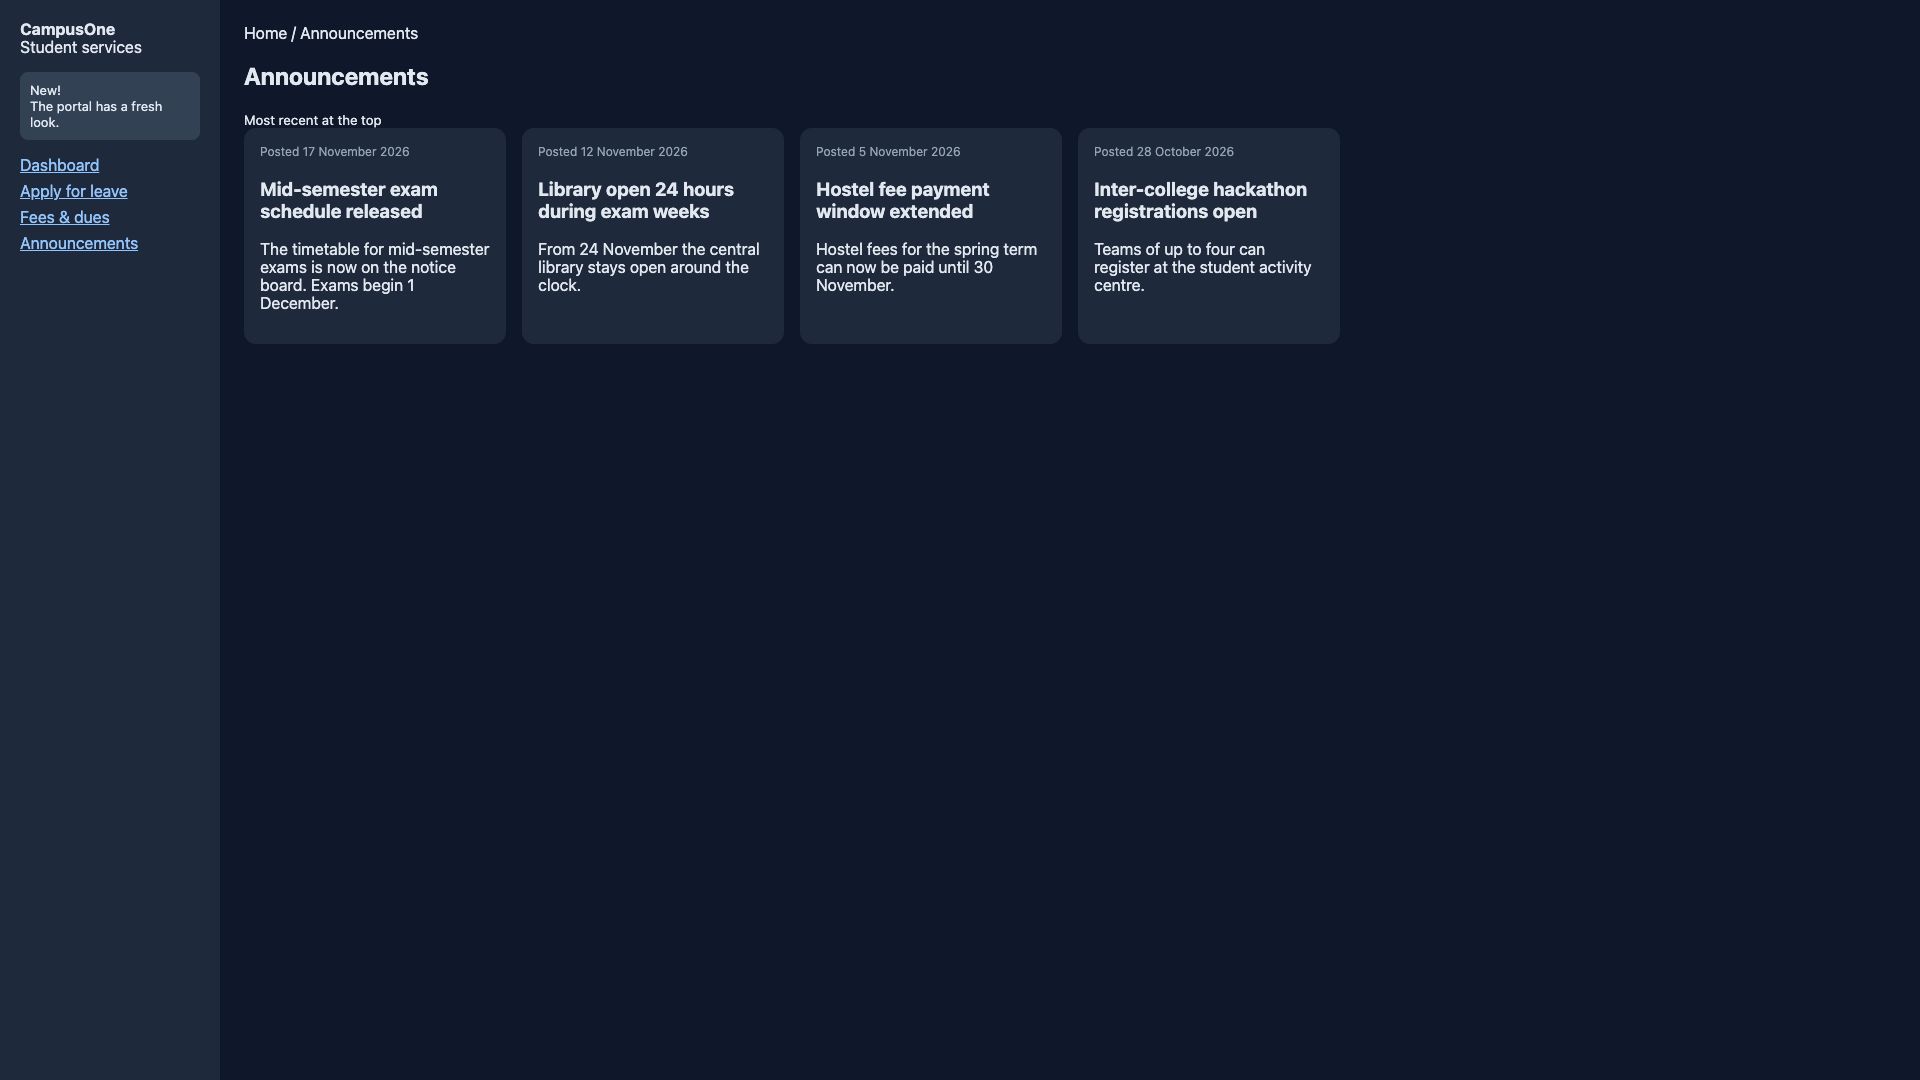 CampusOne
Student services
New!
The portal has a fresh
look.
Dashboard
Apply for leave
Fees & dues
Announcements
Home / Announcements
Announcements
Most recent at the top
Posted 17 November 2026
Mid-semester exam
schedule released
The timetable for mid-semester
exams is now on the notice
board. Exams begin 1
December.
Posted 12 November 2026
Library open 24 hours
during exam weeks
From 24 November the central
library stays open around the
clock.
Posted 5 November 2026
Hostel fee payment
window extended
Hostel fees for the spring term
can now be paid until 30
November.
Posted 28 October 2026
Inter-college hackathon
registrations open
Teams of up to four can
register at the student activity
centre.